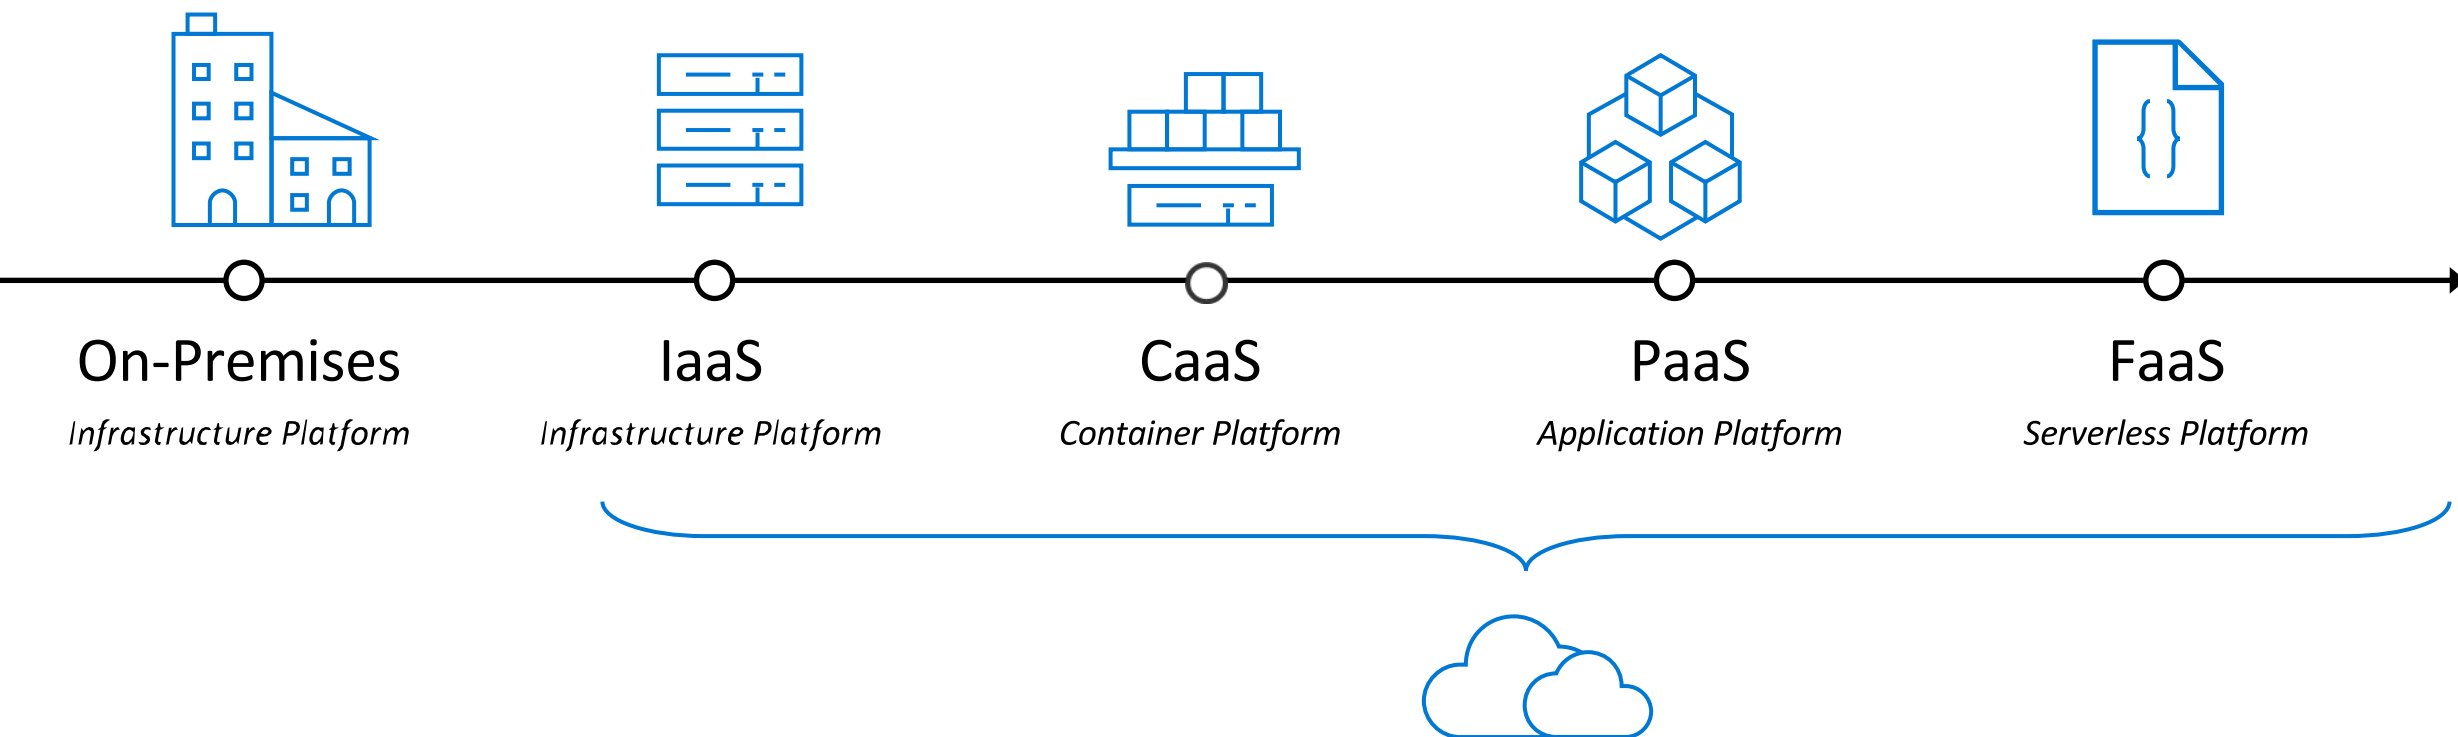 On-Premises
IaaS
CaaS
PaaS
FaaS
Infrastructure Platform
Infrastructure Platform
Container Platform
Application Platform
Serverless Platform
{ }